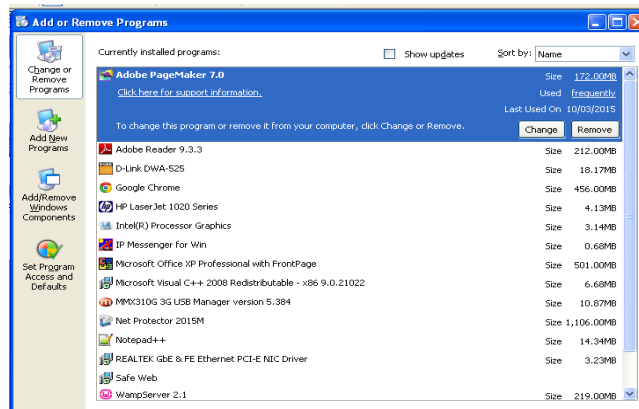 Add or Remove Programs
Currently installed programs:
Show updates
Sort by: Name
Change or
Remove
Programs
Adobe PageMaker 7.0
Size 172.00MB
Click here for support information.
Used frequently
Last Used On 10/03/2015
To change this program or remove it from your computer, click Change or Remove.
Change
Remove
Add New
Programs
Adobe Reader 9.3.3
Size 212.00MB
D-Link DWA-525
Size 18.17MB
Google Chrome
Size 456.00MB
Add/Remove
Windows
Components
HP LaserJet 1020 Series
Size 4.13MB
Intel(R) Processor Graphics
Size 3.14MB
IP Messenger for Win
Size 0.68MB
Set Program
Access and
Defaults
Microsoft Office XP Professional with FrontPage
Size 501.00MB
Microsoft Visual C++ 2008 Redistributable - x86 9.0.21022
Size 6.68MB
MMX310G 3G USB Manager version 5.384
Size 10.87MB
Net Protector 2015M
Size 1,106.00MB
Notepad++
Size 14.34MB
REALTEK GbE & FE Ethernet PCI-E NIC Driver
Size 3.23MB
Safe Web
WampServer 2.1
Size 219.00MB